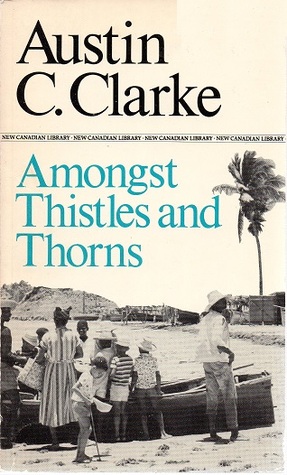 Austin
C. Clarke
NEW CANADIAN LIBRARY · NEW CANADIAN LIBRARY · NEW CANADIAN LIBRARY · NEW CANADIAN LIBRARY
Amongst
Thistles and
Thorns